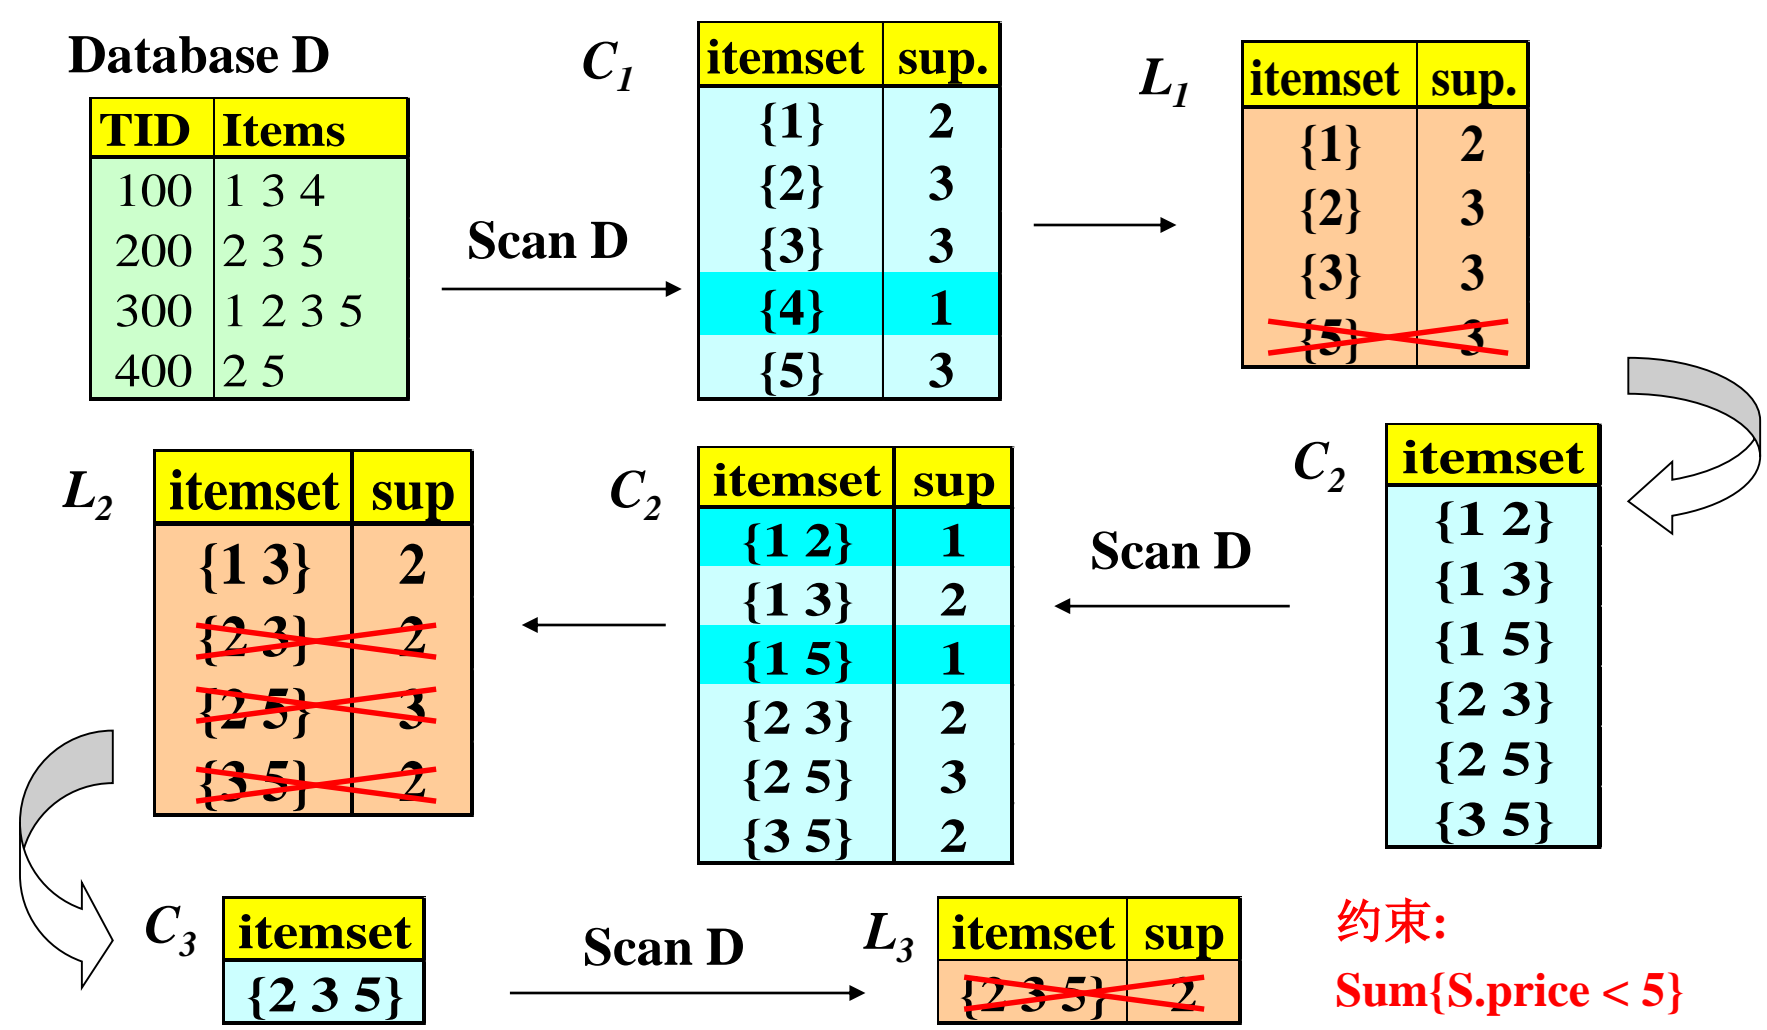 Database D
TID Items
100 1 3 4
200 2 3 5
300 1 2 3 5
400 2 5
Scan D
C1
itemset sup.
{1} 2
{2} 3
{3} 3
{4} 1
{5} 3
L1
itemset sup.
{1} 2
{2} 3
{3} 3
{5} 3
C2
itemset
{1 2}
{1 3}
{1 5}
{2 3}
{2 5}
{3 5}
Scan D
C2
itemset sup
{1 2} 1
{1 3} 2
{1 5} 1
{2 3} 2
{2 5} 3
{3 5} 2
L2
itemset sup
{1 3} 2
{2 3} 2
{2 5} 3
{3 5} 2
C3
itemset
{2 3 5}
Scan D
L3
itemset sup
{2 3 5} 2
约束:
Sum{S.price < 5}